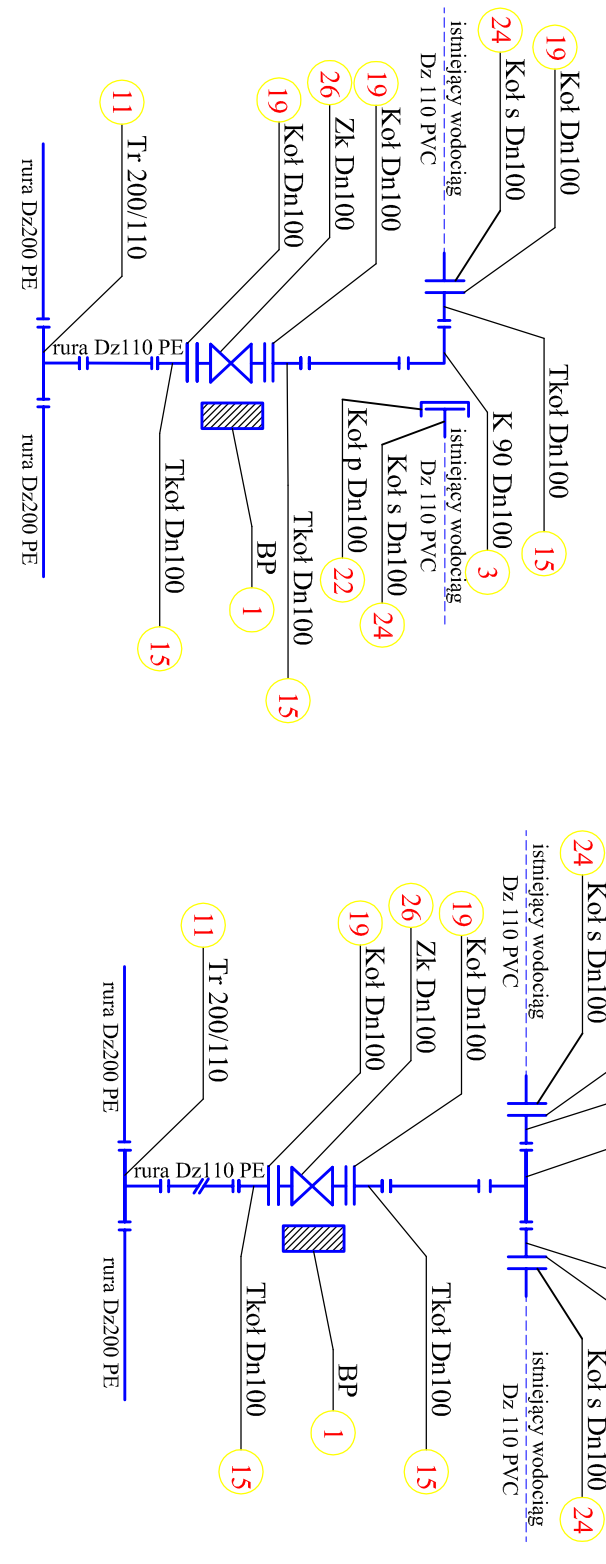 19 Koł Dn100
24 Koł s Dn100
istniejący wodociąg
Dz 110 PVC
19 Koł Dn100
26 Zk Dn100
19 Koł Dn100
11 Tr 200/110
rura Dz200 PE
rura Dz110 PE
rura Dz200 PE
Tkoł Dn100 15
K 90 Dn100 3
istniejący wodociąg
Dz 110 PVC
Koł s Dn100 24
Koł p Dn100 22
Tkoł Dn100 15
BP 1
Tkoł Dn100 15
24 Koł s Dn100
istniejący wodociąg
Dz 110 PVC
19 Koł Dn100
26 Zk Dn100
19 Koł Dn100
11 Tr 200/110
rura Dz200 PE
rura Dz110 PE
rura Dz200 PE
Koł s Dn100 24
istniejący wodociąg
Dz 110 PVC
Tkoł Dn100 15
BP 1
Tkoł Dn100 15